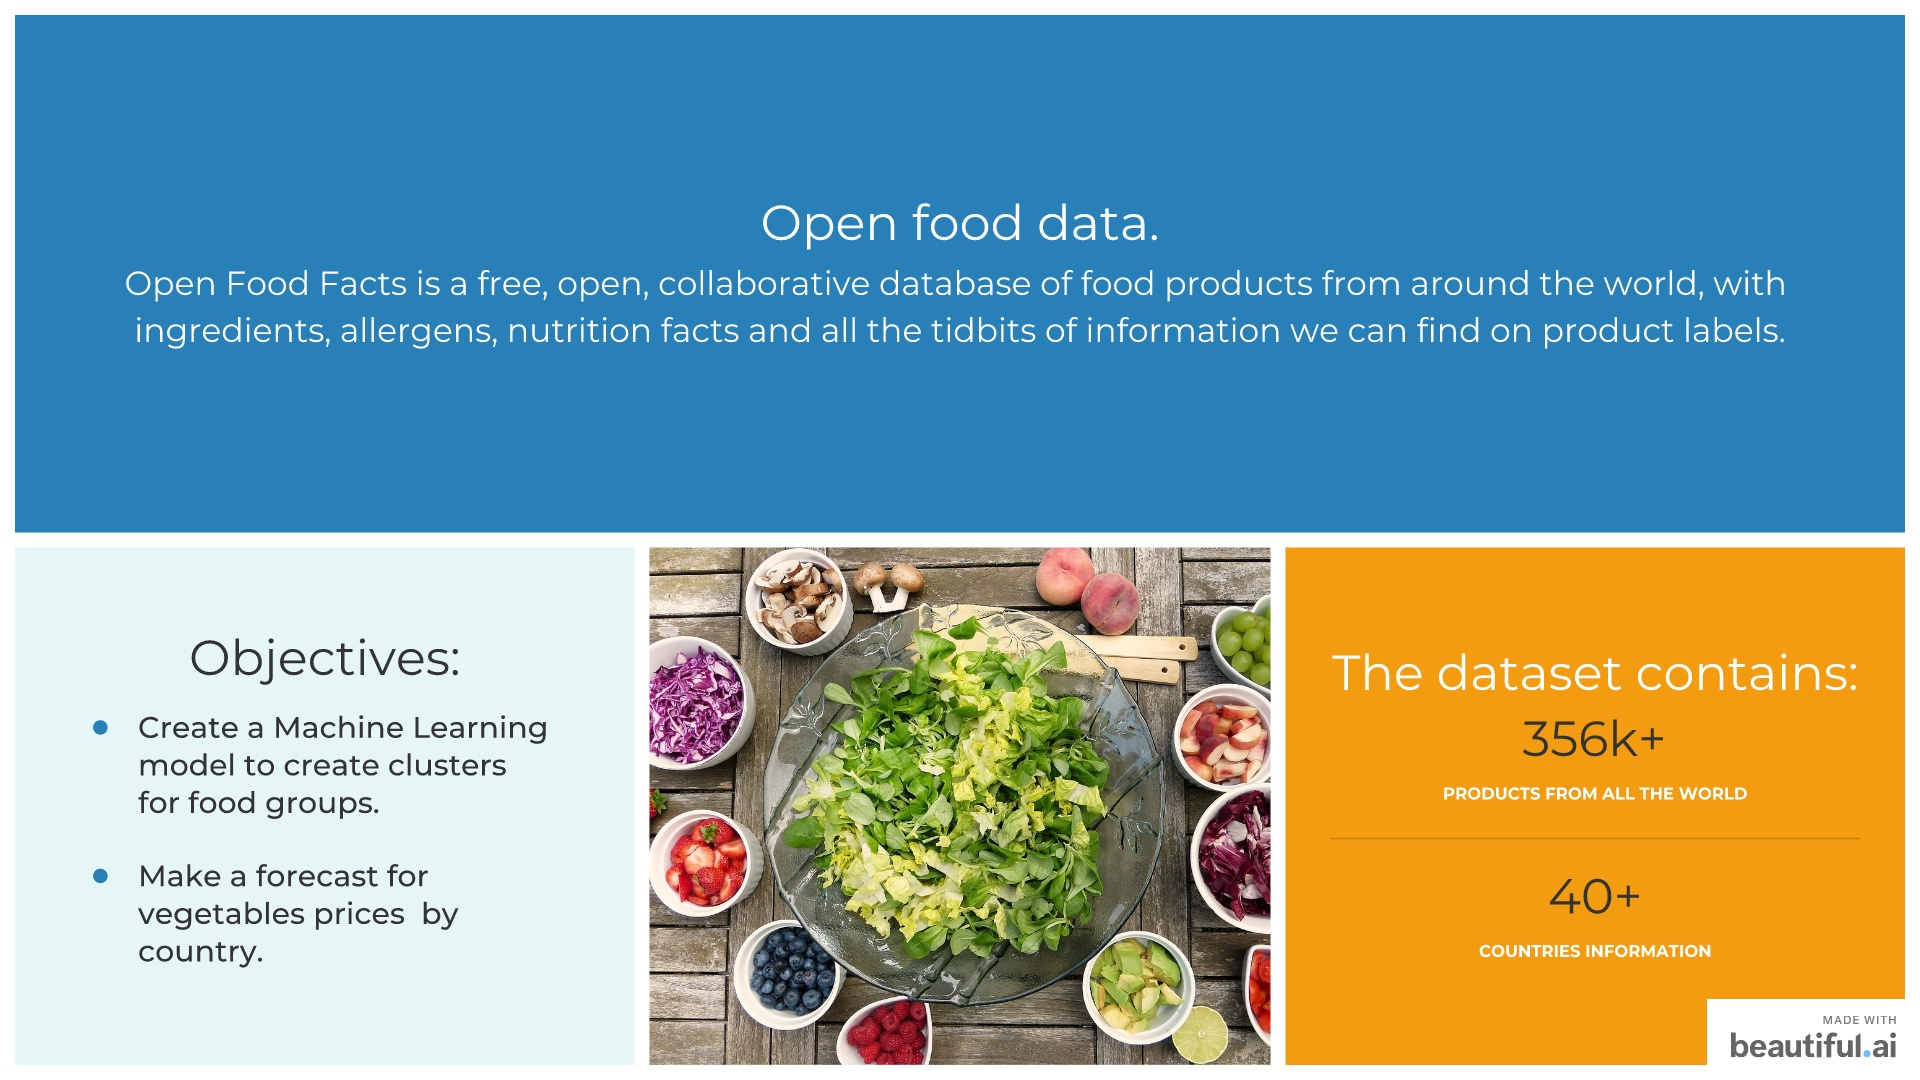 Open food data.
Open Food Facts is a free, open, collaborative database of food products from around the world, with
ingredients, allergens, nutrition facts and all the tidbits of information we can find on product labels.
Objectives:
Create a Machine Learning
model to create clusters
for food groups.
Make a forecast for
vegetables prices  by
country.
The dataset contains:
356k+
PRODUCTS FROM ALL THE WORLD
40+
COUNTRIES INFORMATION
MADE WITH
beautiful.ai